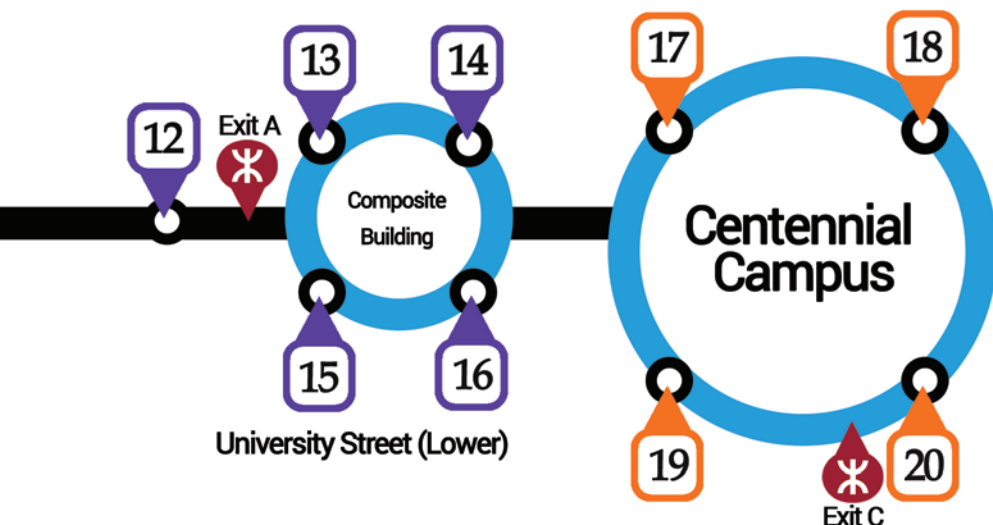 17
18
13
14
12
Exit A
Composite
Building
Centennial
Campus
15
16
University Street (Lower)
19
20
Exit C